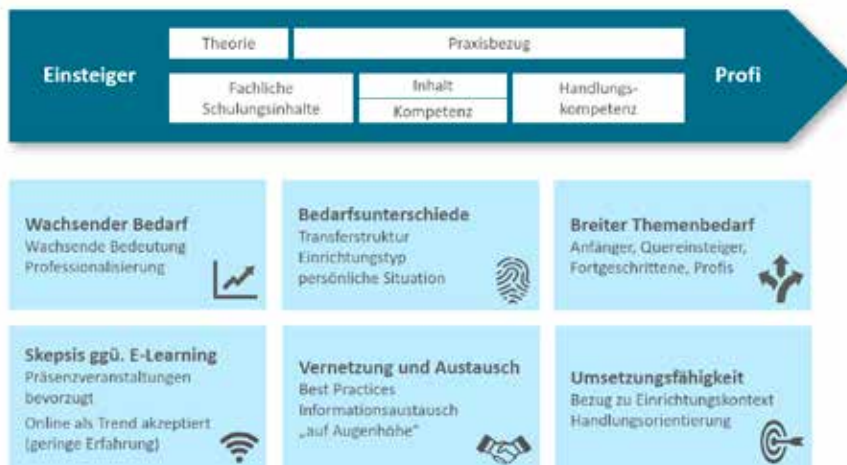 Einsteiger
Theorie
Praxisbezug
Fachliche
Schulungsinhalte
Inhalt
Kompetenz
Handlungs-
kompetenz
Profi
Wachsender Bedarf
Wachsende Bedeutung
Professionalisierung
Bedarfsunterschiede
Transferstruktur
Einrichtungstyp
persönliche Situation
Breiter Themenbedarf
Anfänger, Quereinsteiger,
Fortgeschrittene, Profis
Skepsis ggü. E-Learning
Präsenzveranstaltungen
bevorzugt
Online als Trend akzeptiert
(geringe Erfahrung)
Vernetzung und Austausch
Best Practices
Informationsaustausch
„auf Augenhöhe"
Umsetzungsfähigkeit
Bezug zu Einrichtungskontext
Handlungsorientierung